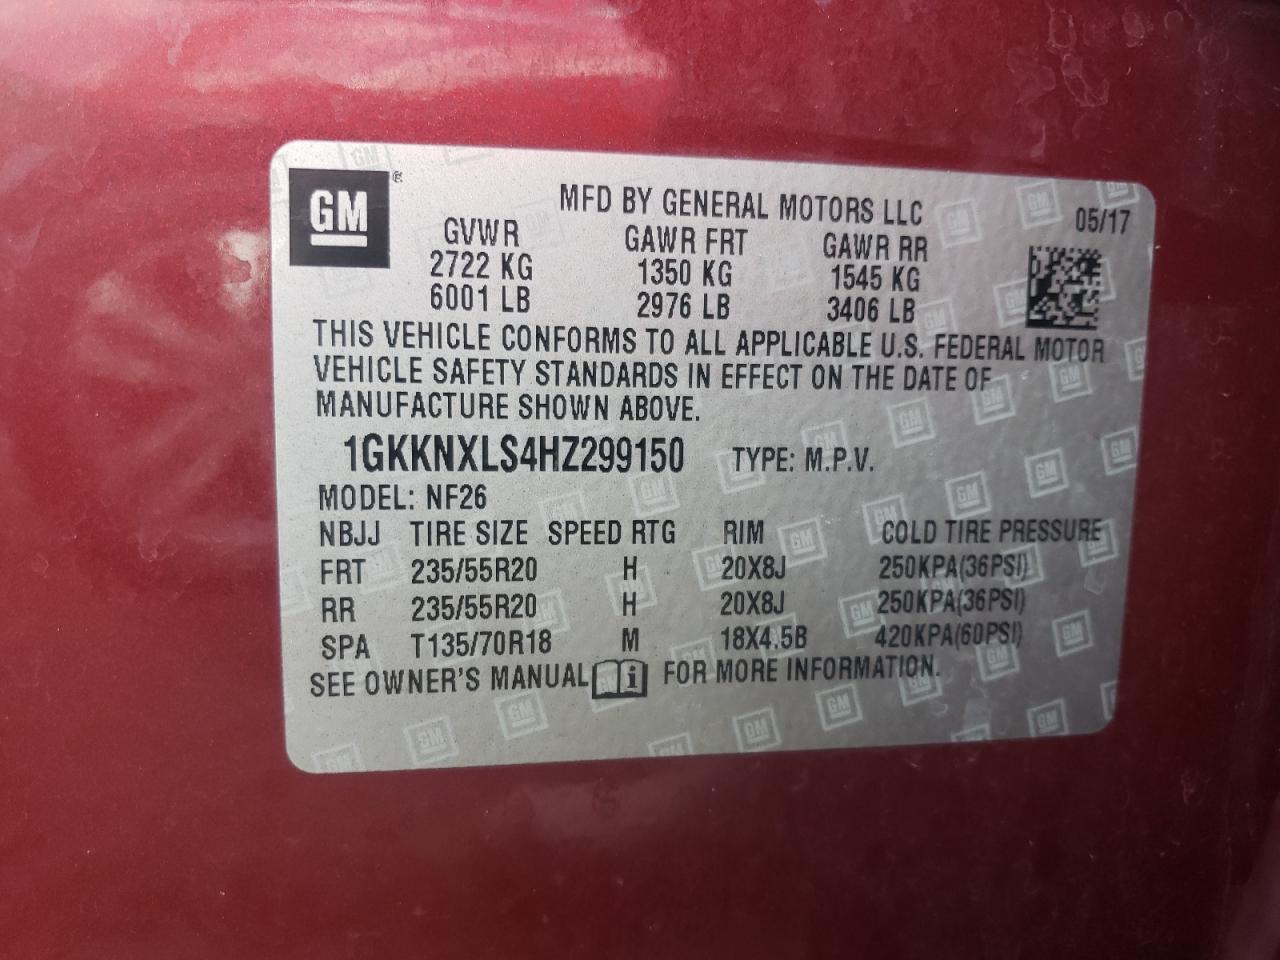 GM ®
MFD BY GENERAL MOTORS LLC 05/17
GVWR GAWR FRT GAWR RR
2722 KG 1350 KG 1545 KG
6001 LB 2976 LB 3406 LB
THIS VEHICLE CONFORMS TO ALL APPLICABLE U.S. FEDERAL MOTOR
VEHICLE SAFETY STANDARDS IN EFFECT ON THE DATE OF
MANUFACTURE SHOWN ABOVE.
1GKKNXLS4HZ299150 TYPE: M.P.V.
MODEL: NF26
NBJJ TIRE SIZE SPEED RTG RIM COLD TIRE PRESSURE
FRT 235/55R20 H 20X8J 250KPA(36PSI)
RR 235/55R20 H 20X8J 250KPA(36PSI)
SPA T135/70R18 M 18X4.5B 420KPA(60PSI)
SEE OWNER'S MANUAL i FOR MORE INFORMATION.